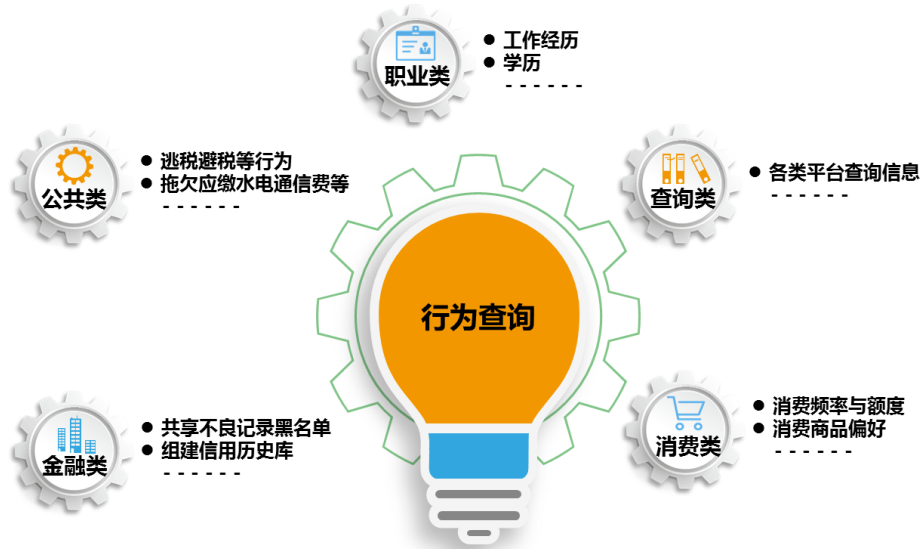 职业类
● 工作经历
● 学历
- - - - - -
公共类
● 逃税避税等行为
● 拖欠应缴水电通信费等
- - - - - -
查询类
● 各类平台查询信息
- - - - - -
行为查询
金融类
● 共享不良记录黑名单
● 组建信用历史库
- - - - - -
消费类
● 消费频率与额度
● 消费商品偏好
- - - - - -